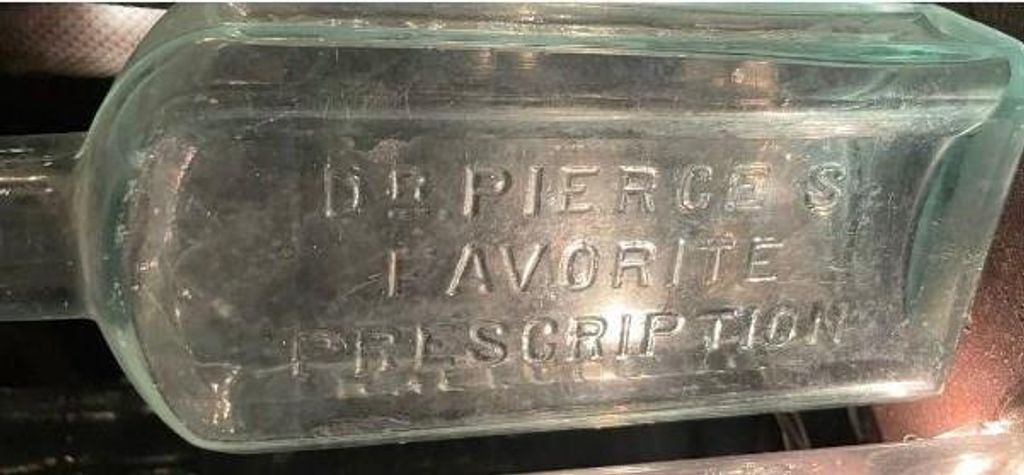 DR. PIERCE'S
FAVORITE
PRESCRIPTION